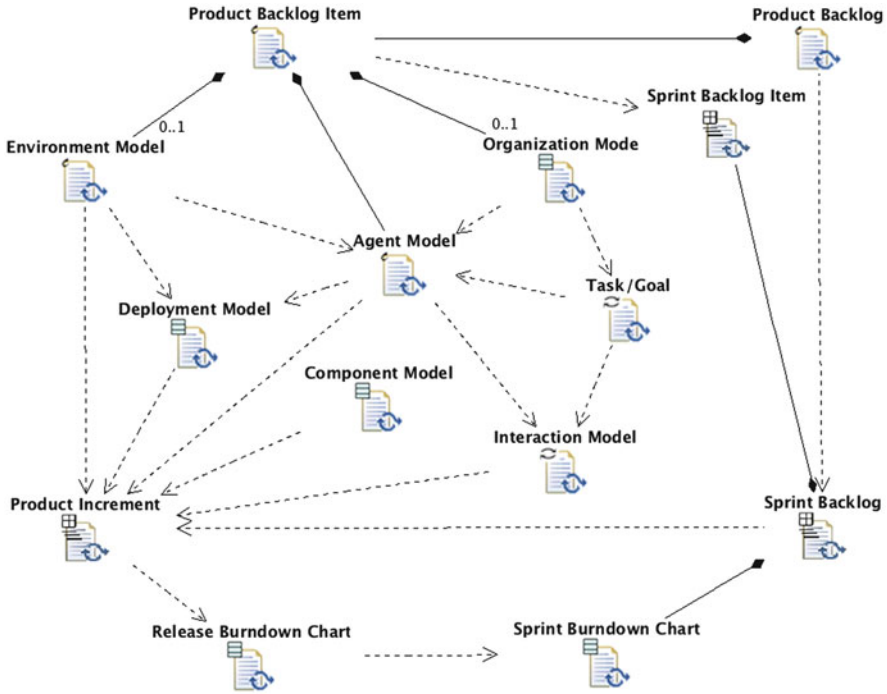 Product Backlog Item
Product Backlog
Sprint Backlog Item
0..1
0..1
Environment Model
Organization Mode
Agent Model
Task/Goal
Deployment Model
Component Model
Interaction Model
Product Increment
Sprint Backlog
Release Burndown Chart
Sprint Burndown Chart